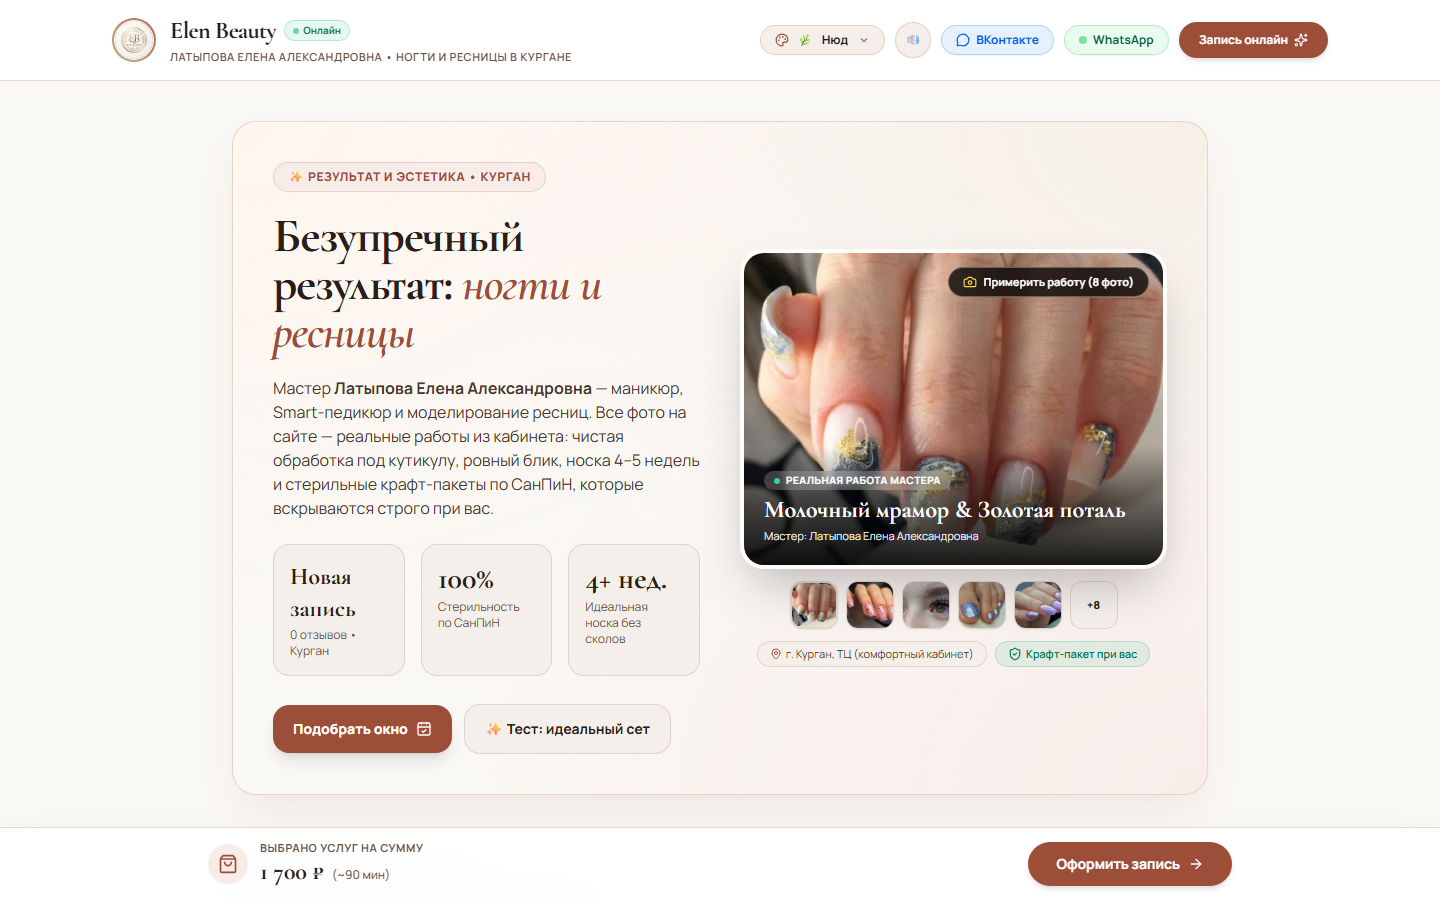 Elen Beauty
Онлайн
ЛАТЫПОВА ЕЛЕНА АЛЕКСАНДРОВНА • НОГТИ И РЕСНИЦЫ В КУРГАНЕ
Нюд
ВКонтакте
WhatsApp
Запись онлайн
РЕЗУЛЬТАТ И ЭСТЕТИКА • КУРГАН
Безупречный
результат: ногти и
ресницы
Мастер Латыпова Елена Александровна — маникюр,
Smart-педикюр и моделирование ресниц. Все фото на
сайте — реальные работы из кабинета: чистая
обработка под кутикулу, ровный блик, носка 4–5 недель
и стерильные крафт-пакеты по СанПиН, которые
вскрываются строго при вас.
Новая
запись
0 отзывов •
Курган
100%
Стерильность
по СанПиН
4+ нед.
Идеальная
носка без
сколов
Подобрать окно
Тест: идеальный сет
Примерить работу (8 фото)
РЕАЛЬНАЯ РАБОТА МАСТЕРА
Молочный мрамор & Золотая поталь
Мастер: Латыпова Елена Александровна
+8
г. Курган, ТЦ (комфортный кабинет)
Крафт-пакет при вас
ВЫБРАНО УСЛУГ НА СУММУ
1 700 ₽ (~90 мин)
Оформить запись